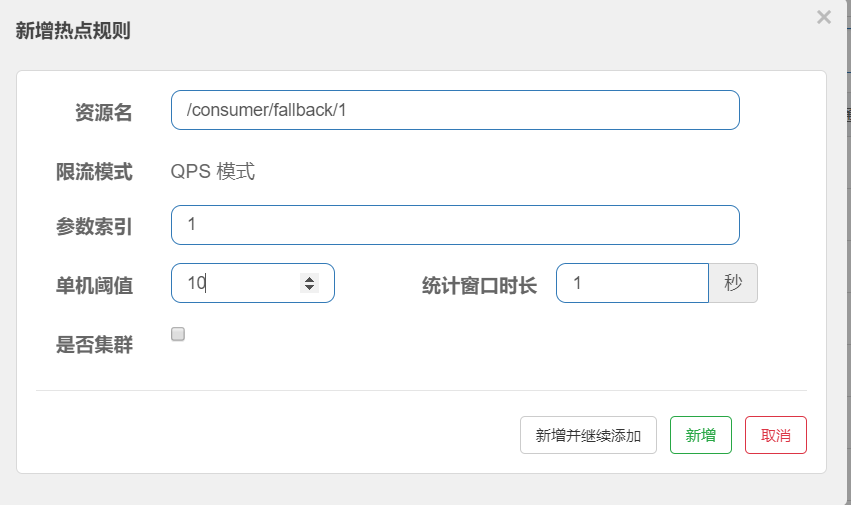 新增热点规则
资源名 /consumer/fallback/1
限流模式 QPS 模式
参数索引 1
单机阈值 10 统计窗口时长 1 秒
是否集群
新增并继续添加 新增 取消